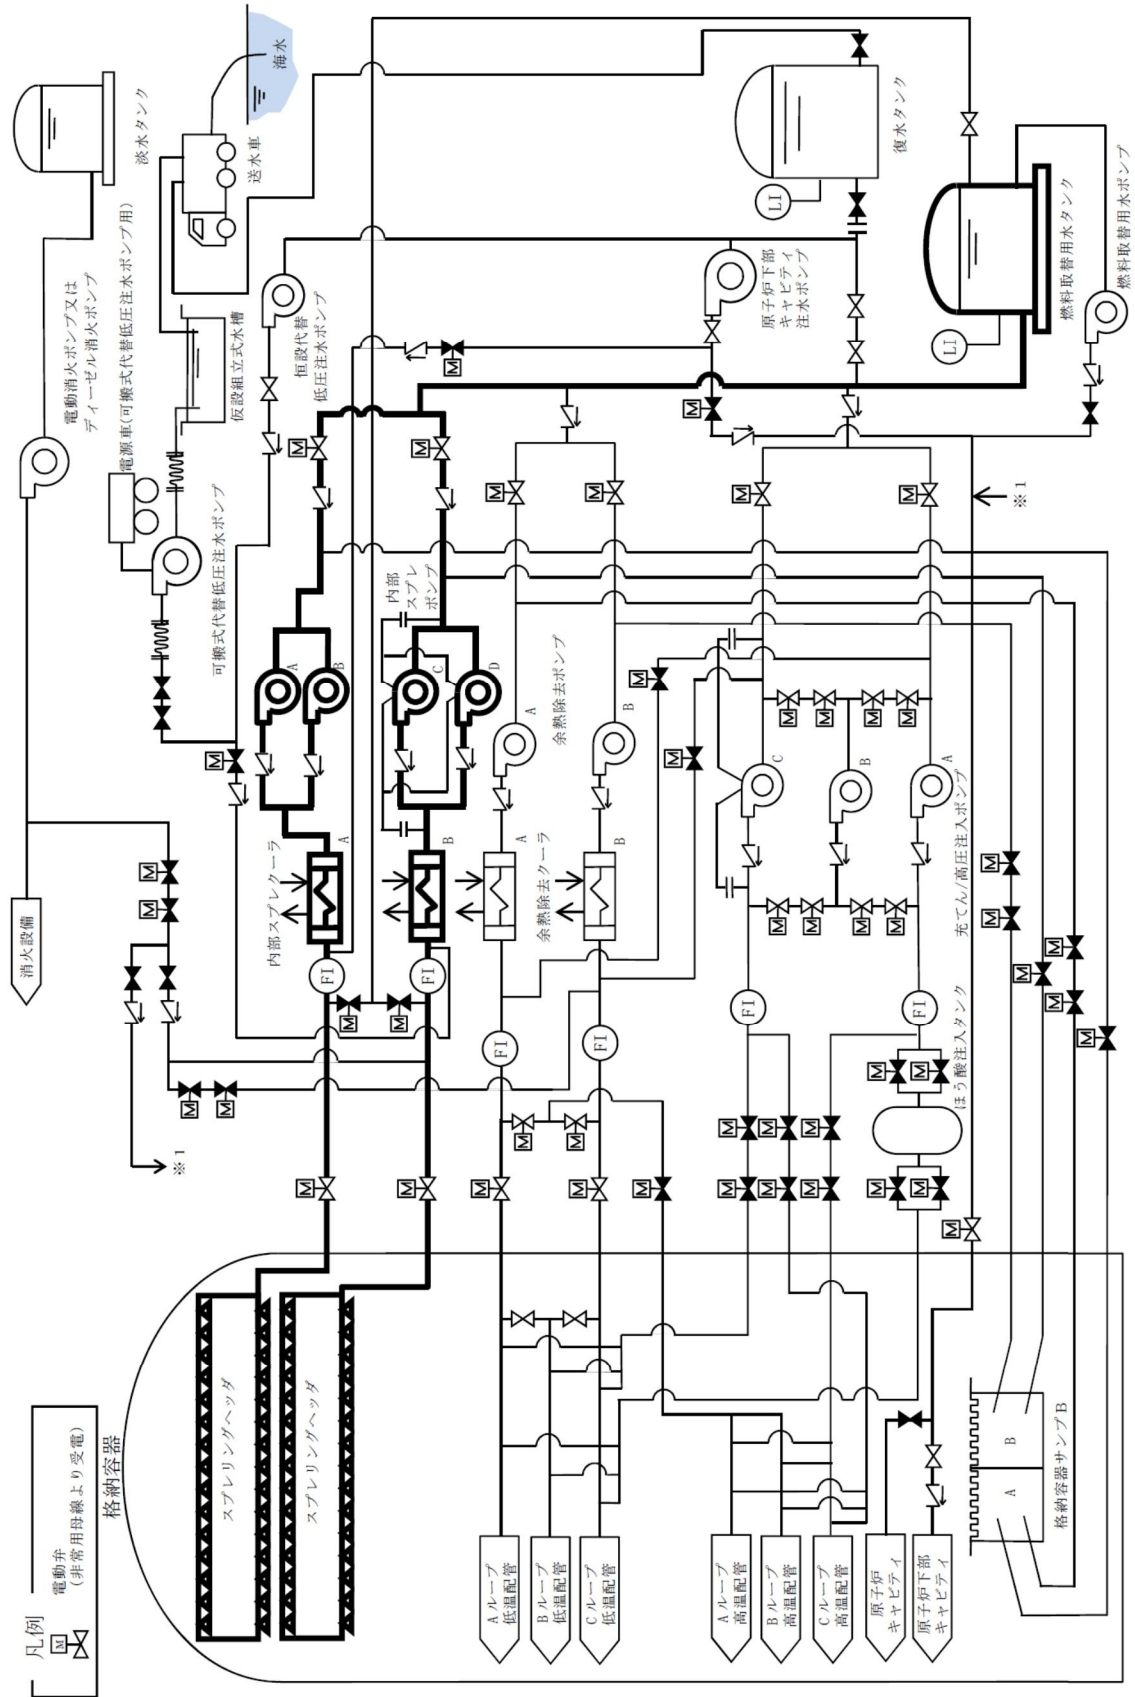 凡例
M
電動弁
(非常用母線より受電)
格納容器
スプレリングヘッダ
スプレリングヘッダ
消火設備
電動消火ポンプ又は
ディーゼル消火ポンプ
淡水タンク
電源車(可搬式代替低圧注水ポンプ用)
送水車
海水
可搬式代替低圧注水ポンプ
仮設組立式水槽
恒設代替
低圧注水ポンプ
※1
内部スプレクーラ
A
B
FI
FI
A
B
C
D
内部
スプレ
ポンプ
余熱除去クーラ
A
B
FI
FI
余熱除去ポンプ
A
B
原子炉下部
キャビティ
注水ポンプ
復水タンク
LI
燃料取替用水タンク
LI
燃料取替用水ポンプ
※1
充てん/高圧注入ポンプ
C
B
A
FI
FI
ほう酸注入タンク
Aループ
低温配管
Bループ
低温配管
Cループ
低温配管
Aループ
高温配管
Bループ
高温配管
Cループ
高温配管
原子炉
キャビティ
原子炉下部
キャビティ
A
B
格納容器サンプB